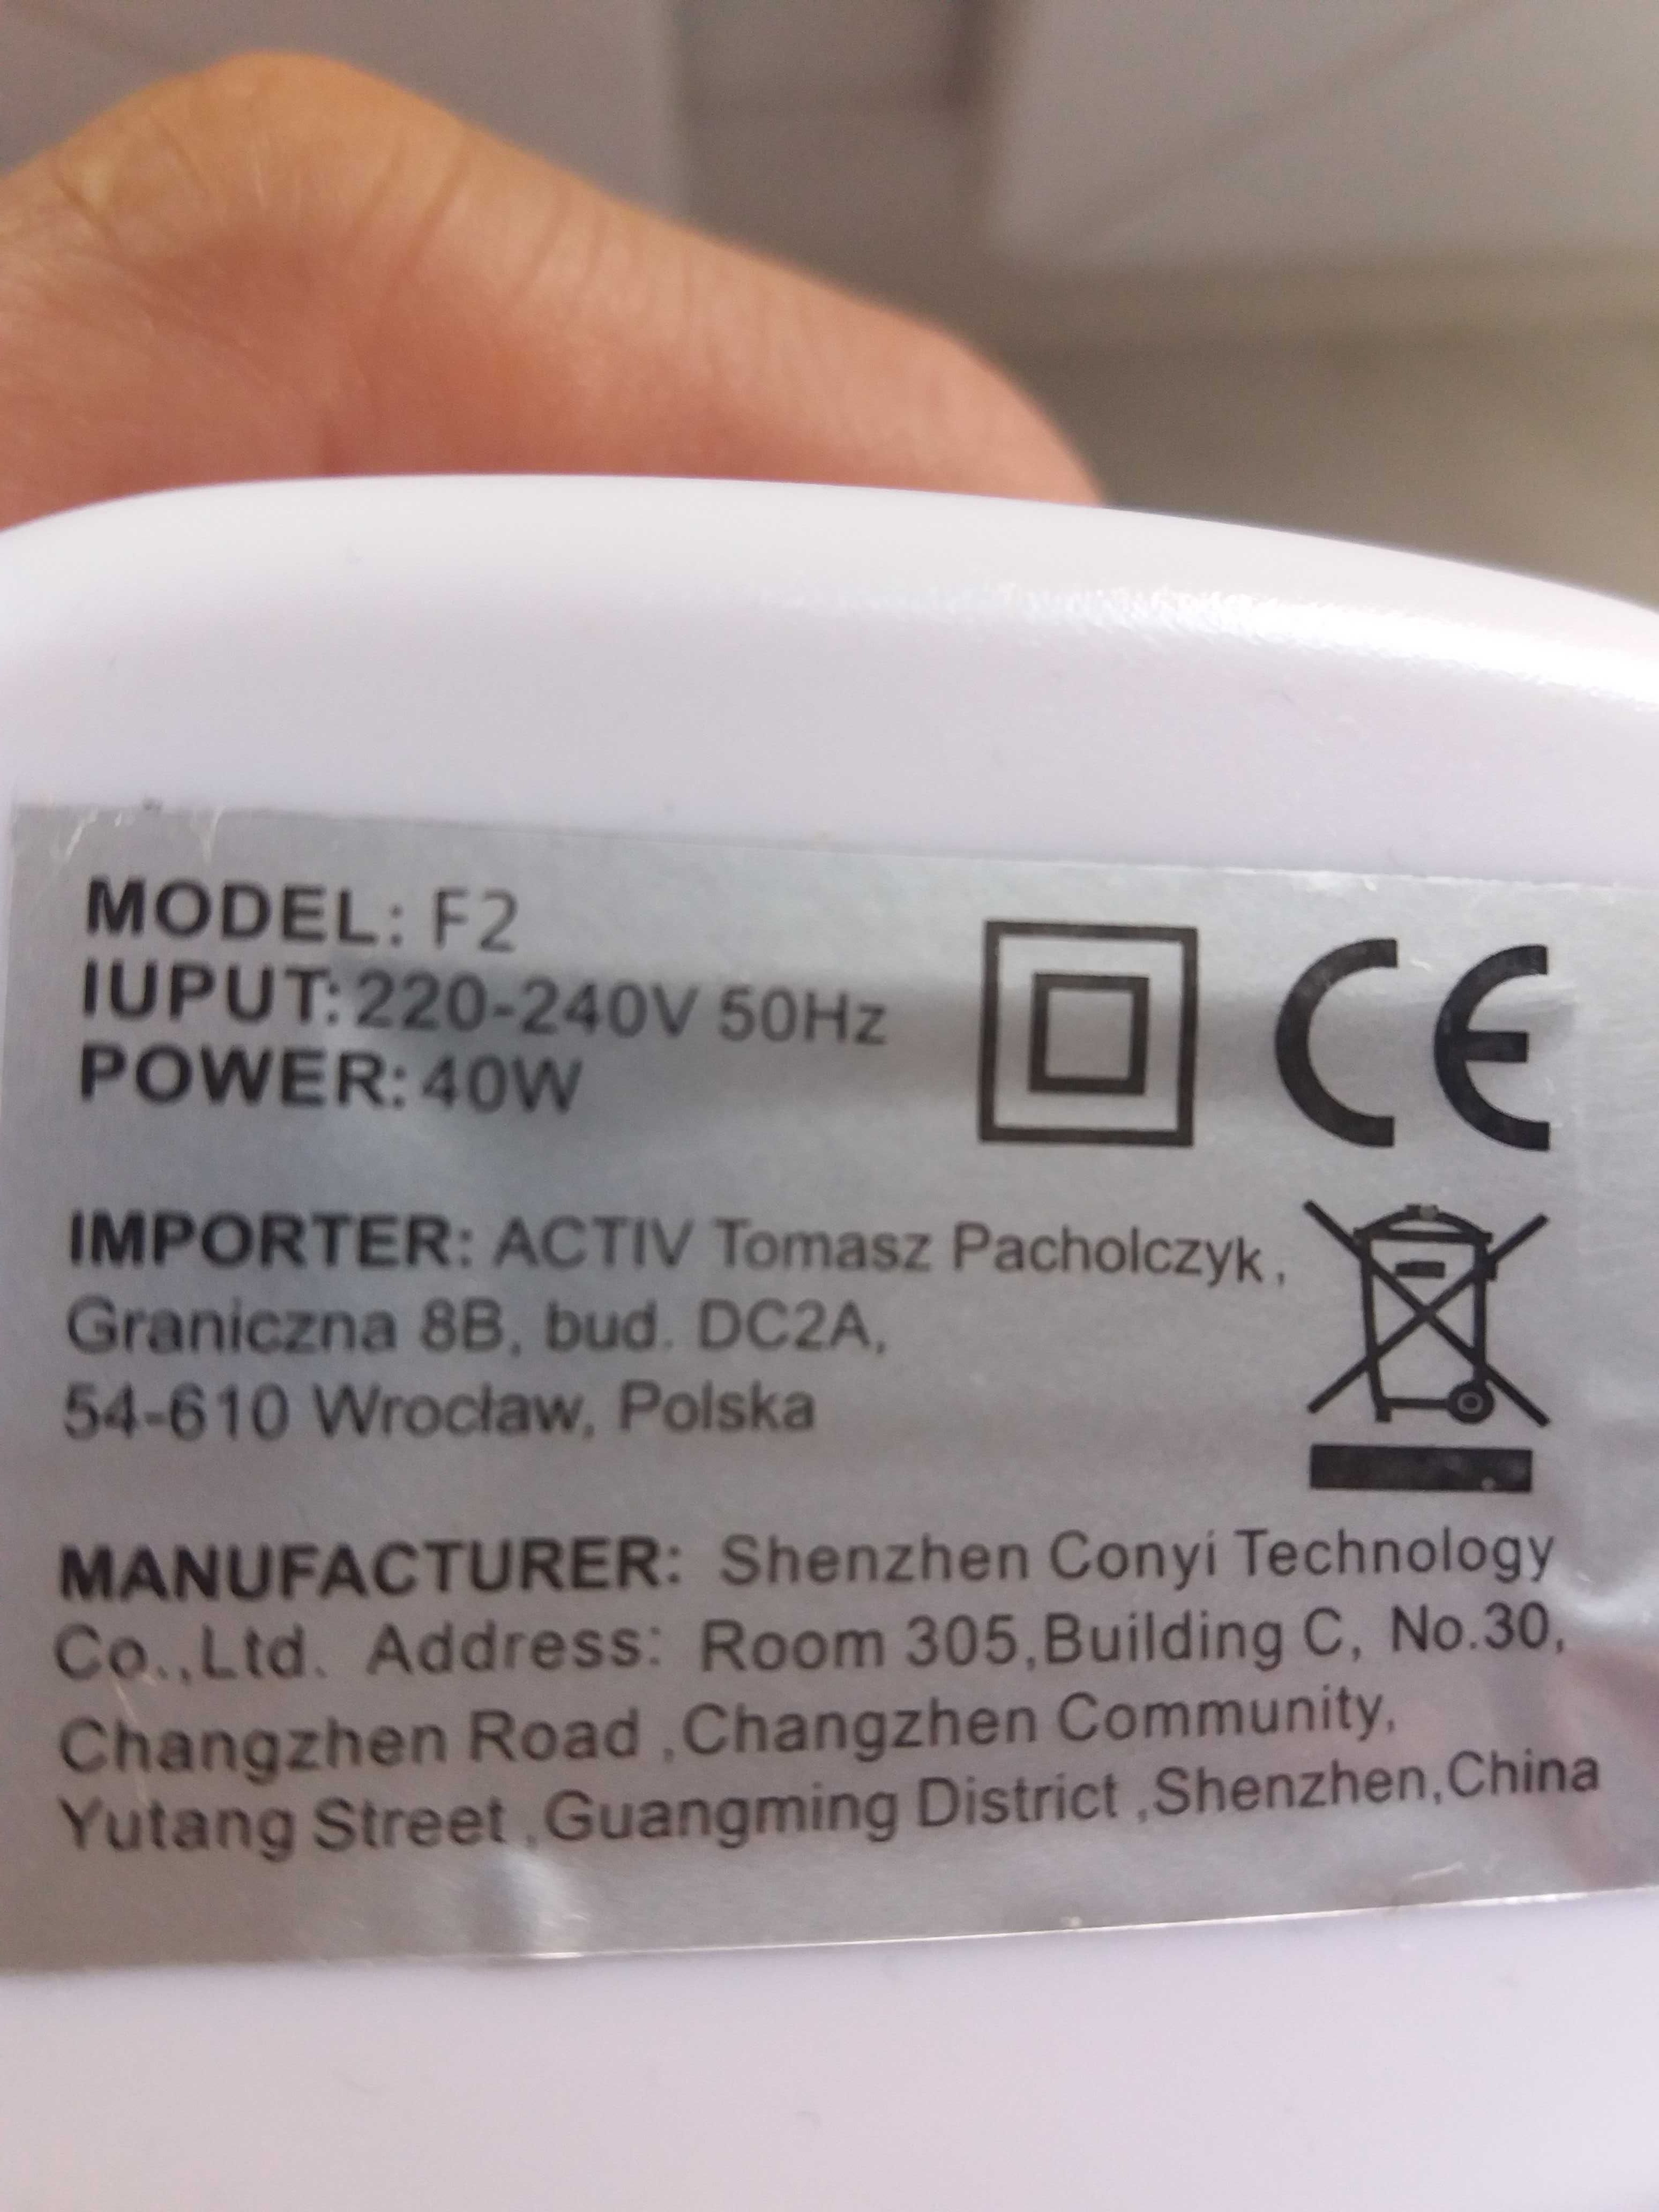 MODEL: F2
IUPUT: 220-240V 50Hz
POWER: 40W
CE
IMPORTER: ACTIV Tomasz Pacholczyk,
Graniczna 8B, bud. DC2A,
54-610 Wrocław, Polska
MANUFACTURER: Shenzhen Conyi Technology
Co.,Ltd. Address: Room 305,Building C, No.30,
Changzhen Road ,Changzhen Community,
Yutang Street ,Guangming District ,Shenzhen,China